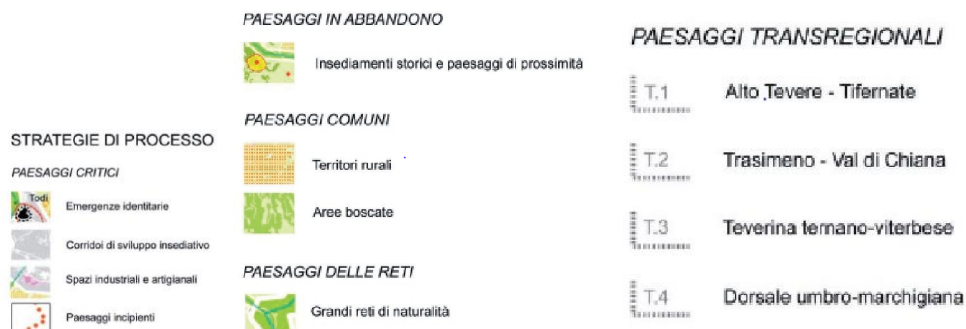 STRATEGIE DI PROCESSO
PAESAGGI CRITICI
Todi
Emergenze identitarie
Corridoi di sviluppo insediativo
Spazi industriali e artigianali
Paesaggi incipienti
PAESAGGI IN ABBANDONO
Insediamenti storici e paesaggi di prossimità
PAESAGGI COMUNI
Territori rurali
Aree boscate
PAESAGGI DELLE RETI
Grandi reti di naturalità
PAESAGGI TRANSREGIONALI
T.1 Alto Tevere - Tifernate
T.2 Trasimeno - Val di Chiana
T.3 Teverina ternano-viterbese
T.4 Dorsale umbro-marchigiana